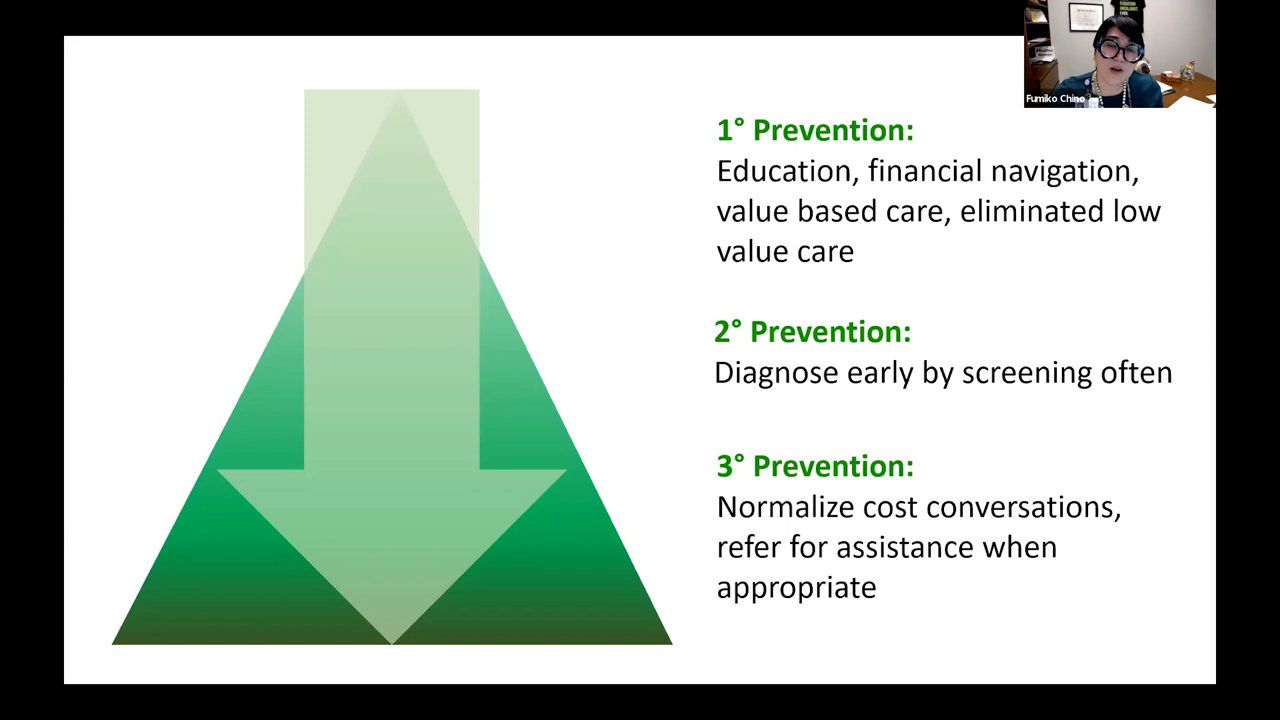 Fumiko Chino
1° Prevention:
Education, financial navigation,
value based care, eliminated low
value care
2° Prevention:
Diagnose early by screening often
3° Prevention:
Normalize cost conversations,
refer for assistance when
appropriate